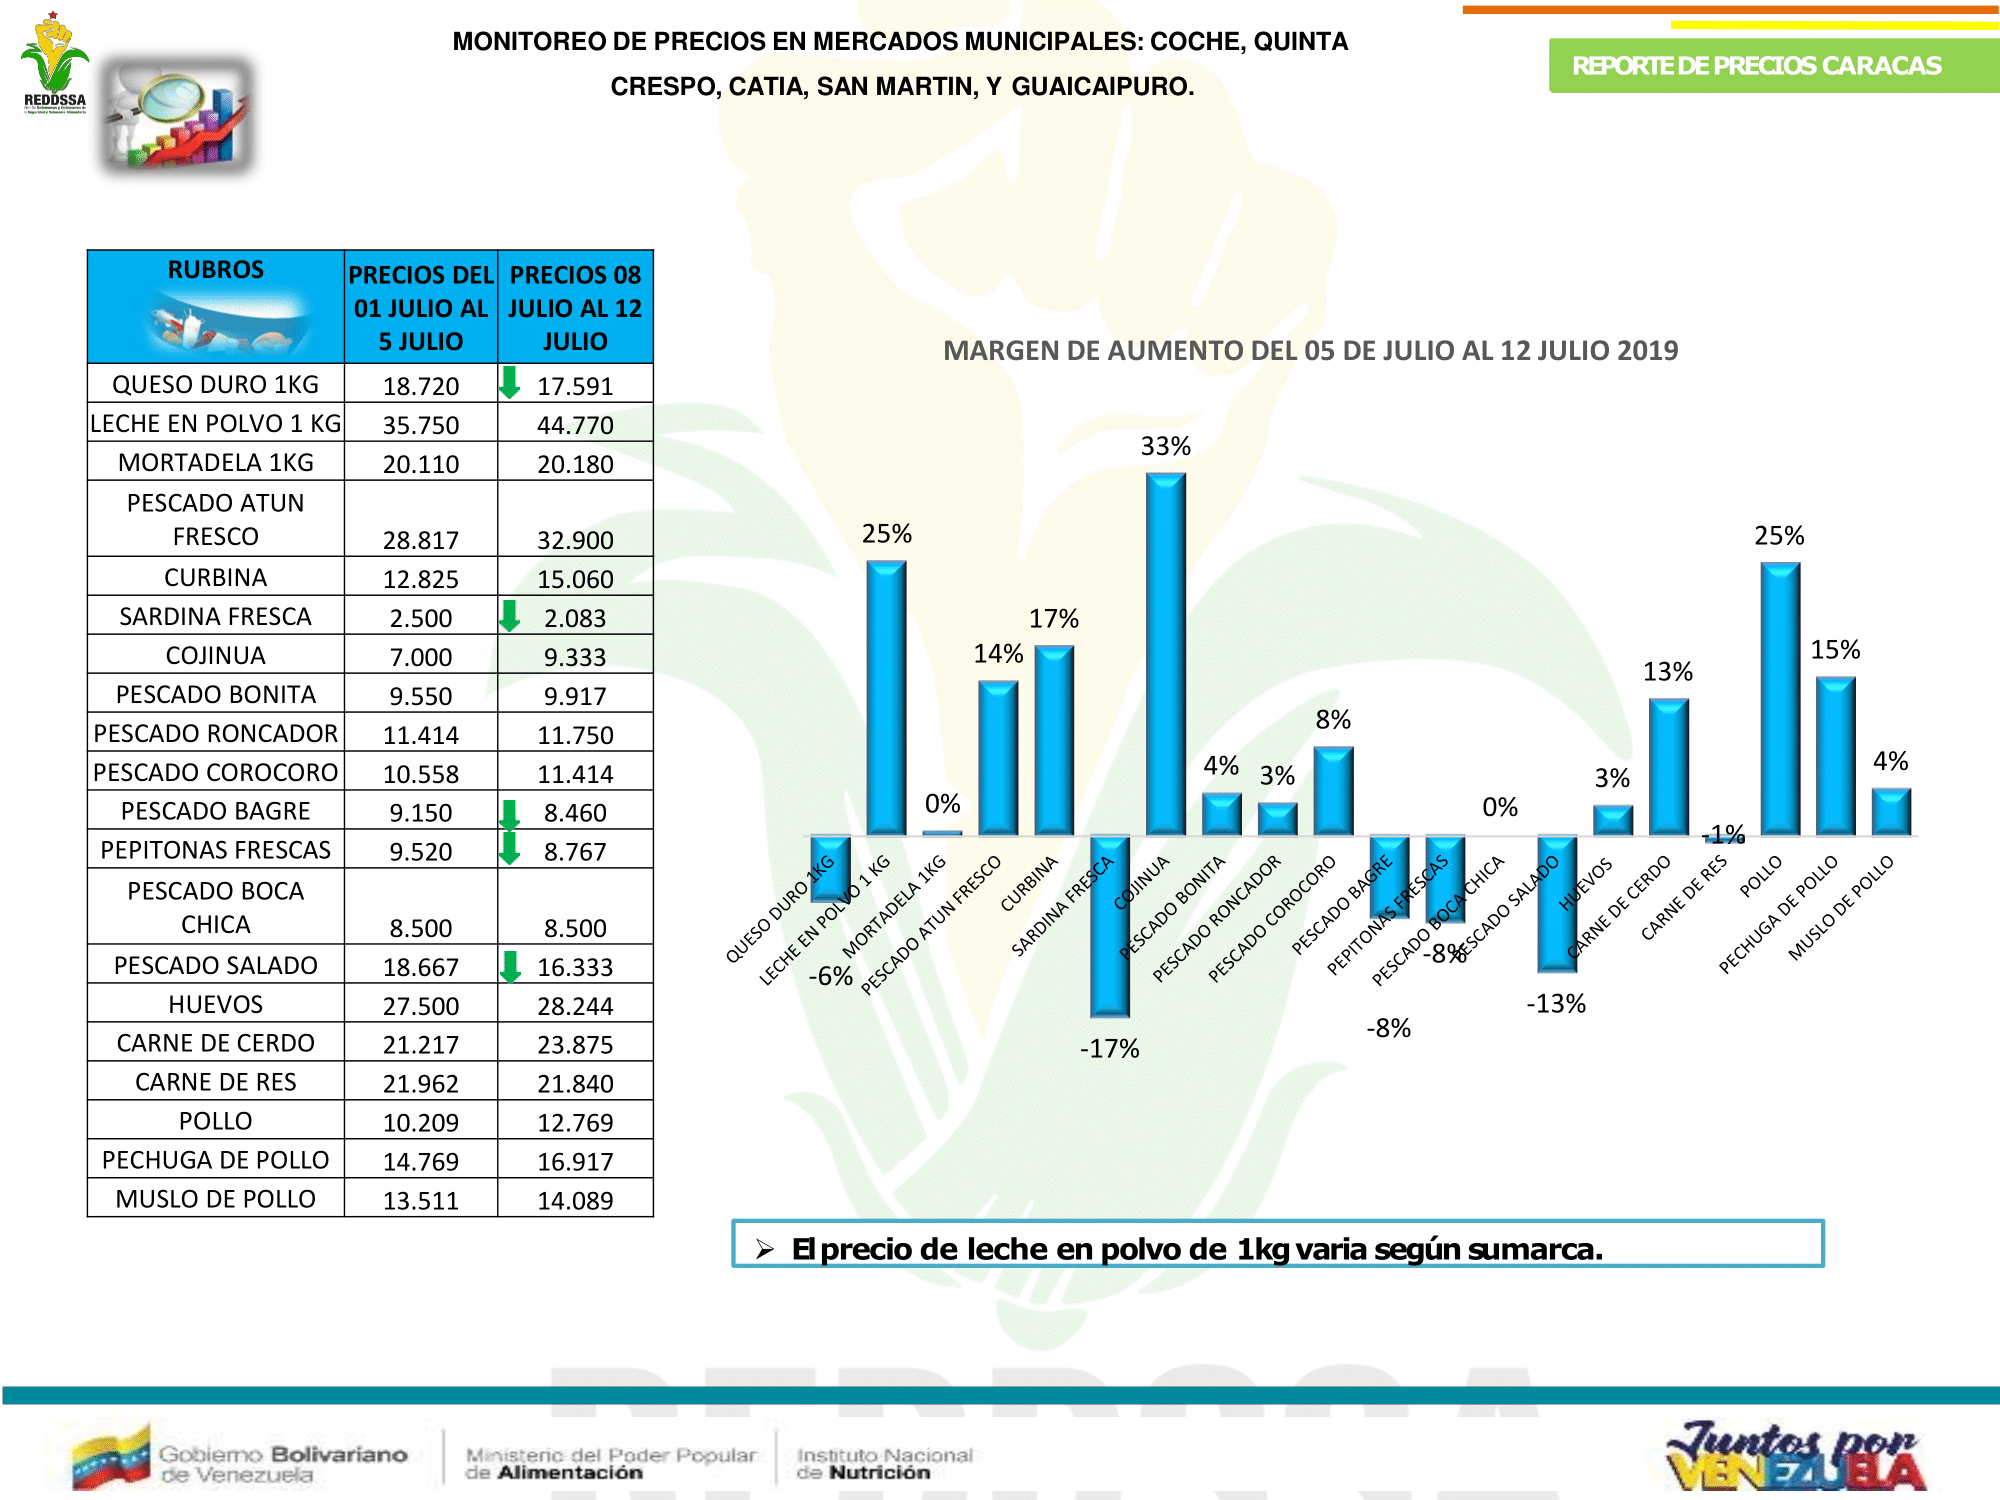 MONITOREO DE PRECIOS EN MERCADOS MUNICIPALES: COCHE, QUINTA
CRESPO, CATIA, SAN MARTIN, Y GUAICAIPURO.
REPORTE DE PRECIOS CARACAS
REDDSSA
RUBROS
PRECIOS DEL
01 JULIO AL
5 JULIO
PRECIOS 08
JULIO AL 12
JULIO
QUESO DURO 1KG 18.720 17.591
LECHE EN POLVO 1 KG 35.750 44.770
MORTADELA 1KG 20.110 20.180
PESCADO ATUN
FRESCO 28.817 32.900
CURBINA 12.825 15.060
SARDINA FRESCA 2.500 2.083
COJINUA 7.000 9.333
PESCADO BONITA 9.550 9.917
PESCADO RONCADOR 11.414 11.750
PESCADO COROCORO 10.558 11.414
PESCADO BAGRE 9.150 8.460
PEPITONAS FRESCAS 9.520 8.767
PESCADO BOCA
CHICA 8.500 8.500
PESCADO SALADO 18.667 16.333
HUEVOS 27.500 28.244
CARNE DE CERDO 21.217 23.875
CARNE DE RES 21.962 21.840
POLLO 10.209 12.769
PECHUGA DE POLLO 14.769 16.917
MUSLO DE POLLO 13.511 14.089
MARGEN DE AUMENTO DEL 05 DE JULIO AL 12 JULIO 2019
-6%
25%
0%
14%
17%
-17%
33%
4%
3%
8%
-8%
-8%
0%
-13%
3%
13%
-1%
25%
15%
4%
QUESO DURO 1KG
LECHE EN POLVO 1 KG
MORTADELA 1KG
PESCADO ATUN FRESCO
CURBINA
SARDINA FRESCA
COJINUA
PESCADO BONITA
PESCADO RONCADOR
PESCADO COROCORO
PESCADO BAGRE
PEPITONAS FRESCAS
PESCADO BOCA CHICA
PESCADO SALADO
HUEVOS
CARNE DE CERDO
CARNE DE RES
POLLO
PECHUGA DE POLLO
MUSLO DE POLLO
➢ El precio de leche en polvo de 1kg varia según su marca.
REDDSSA
Gobierno Bolivariano
de Venezuela
Ministerio del Poder Popular
de Alimentación
Instituto Nacional
de Nutrición
Juntos por
VENEZUELA